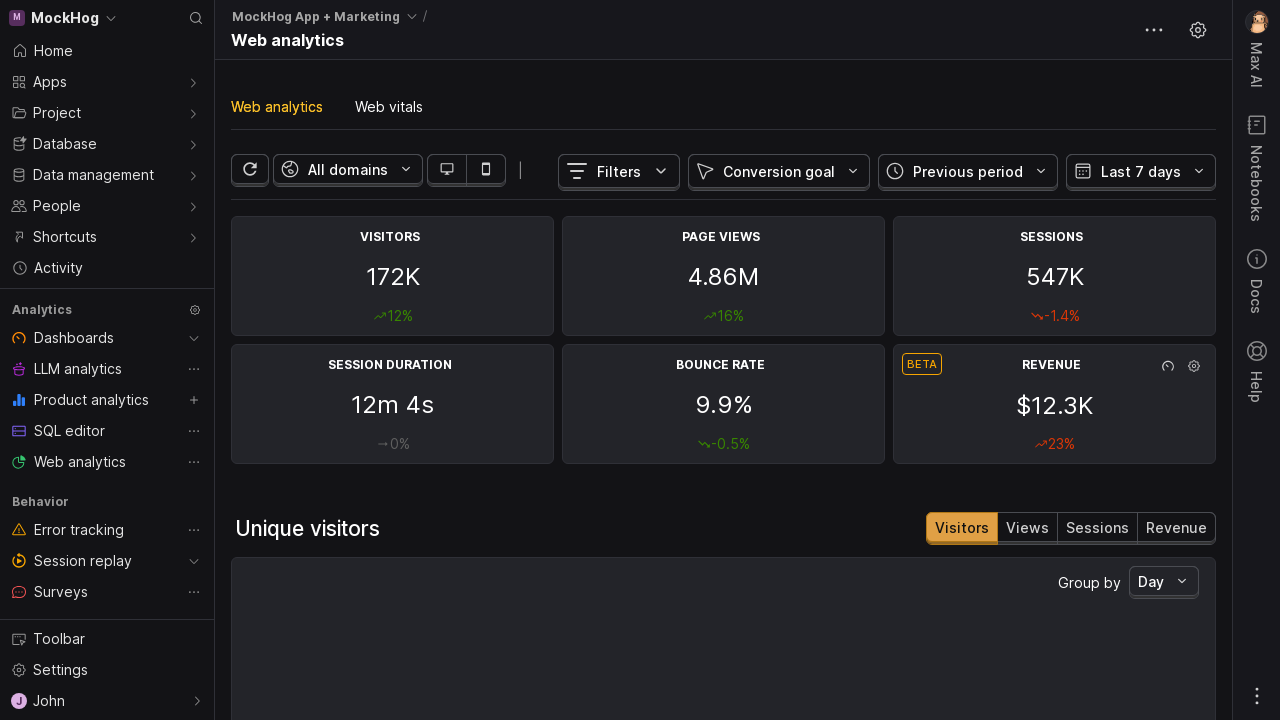 M MockHog
Home
Apps
Project
Database
Data management
People
Shortcuts
Activity
Analytics
Dashboards
LLM analytics
Product analytics
SQL editor
Web analytics
Behavior
Error tracking
Session replay
Surveys
Toolbar
Settings
J John
MockHog App + Marketing /
Web analytics
Web analytics Web vitals
All domains Filters Conversion goal Previous period Last 7 days
VISITORS
172K
12%
PAGE VIEWS
4.86M
16%
SESSIONS
547K
-1.4%
SESSION DURATION
12m 4s
0%
BOUNCE RATE
9.9%
-0.5%
BETA REVENUE
$12.3K
23%
Unique visitors
Visitors Views Sessions Revenue
Group by Day
Max AI
Notebooks
Docs
Help